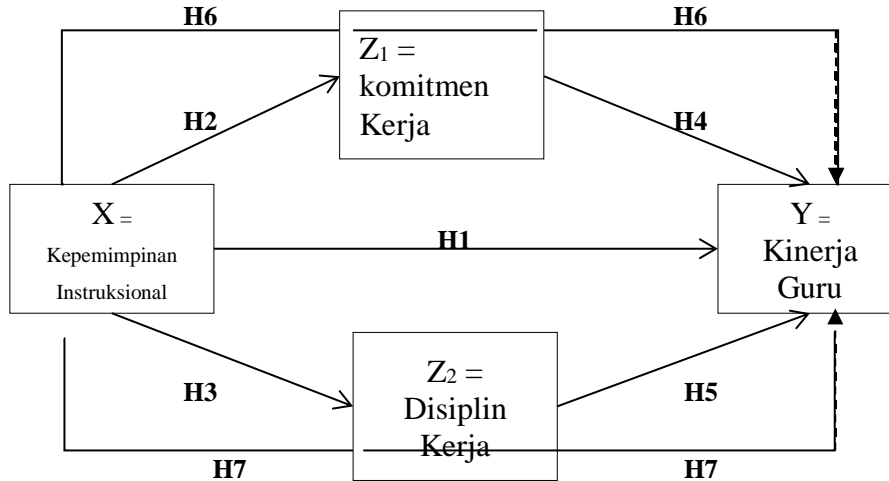 H6
H6
Z₁ =
komitmen
Kerja
H2
H4
X =
Kepemimpinan
Instruksional
H1
Y =
Kinerja
Guru
H3
Z₂ =
Disiplin
Kerja
H5
H7
H7